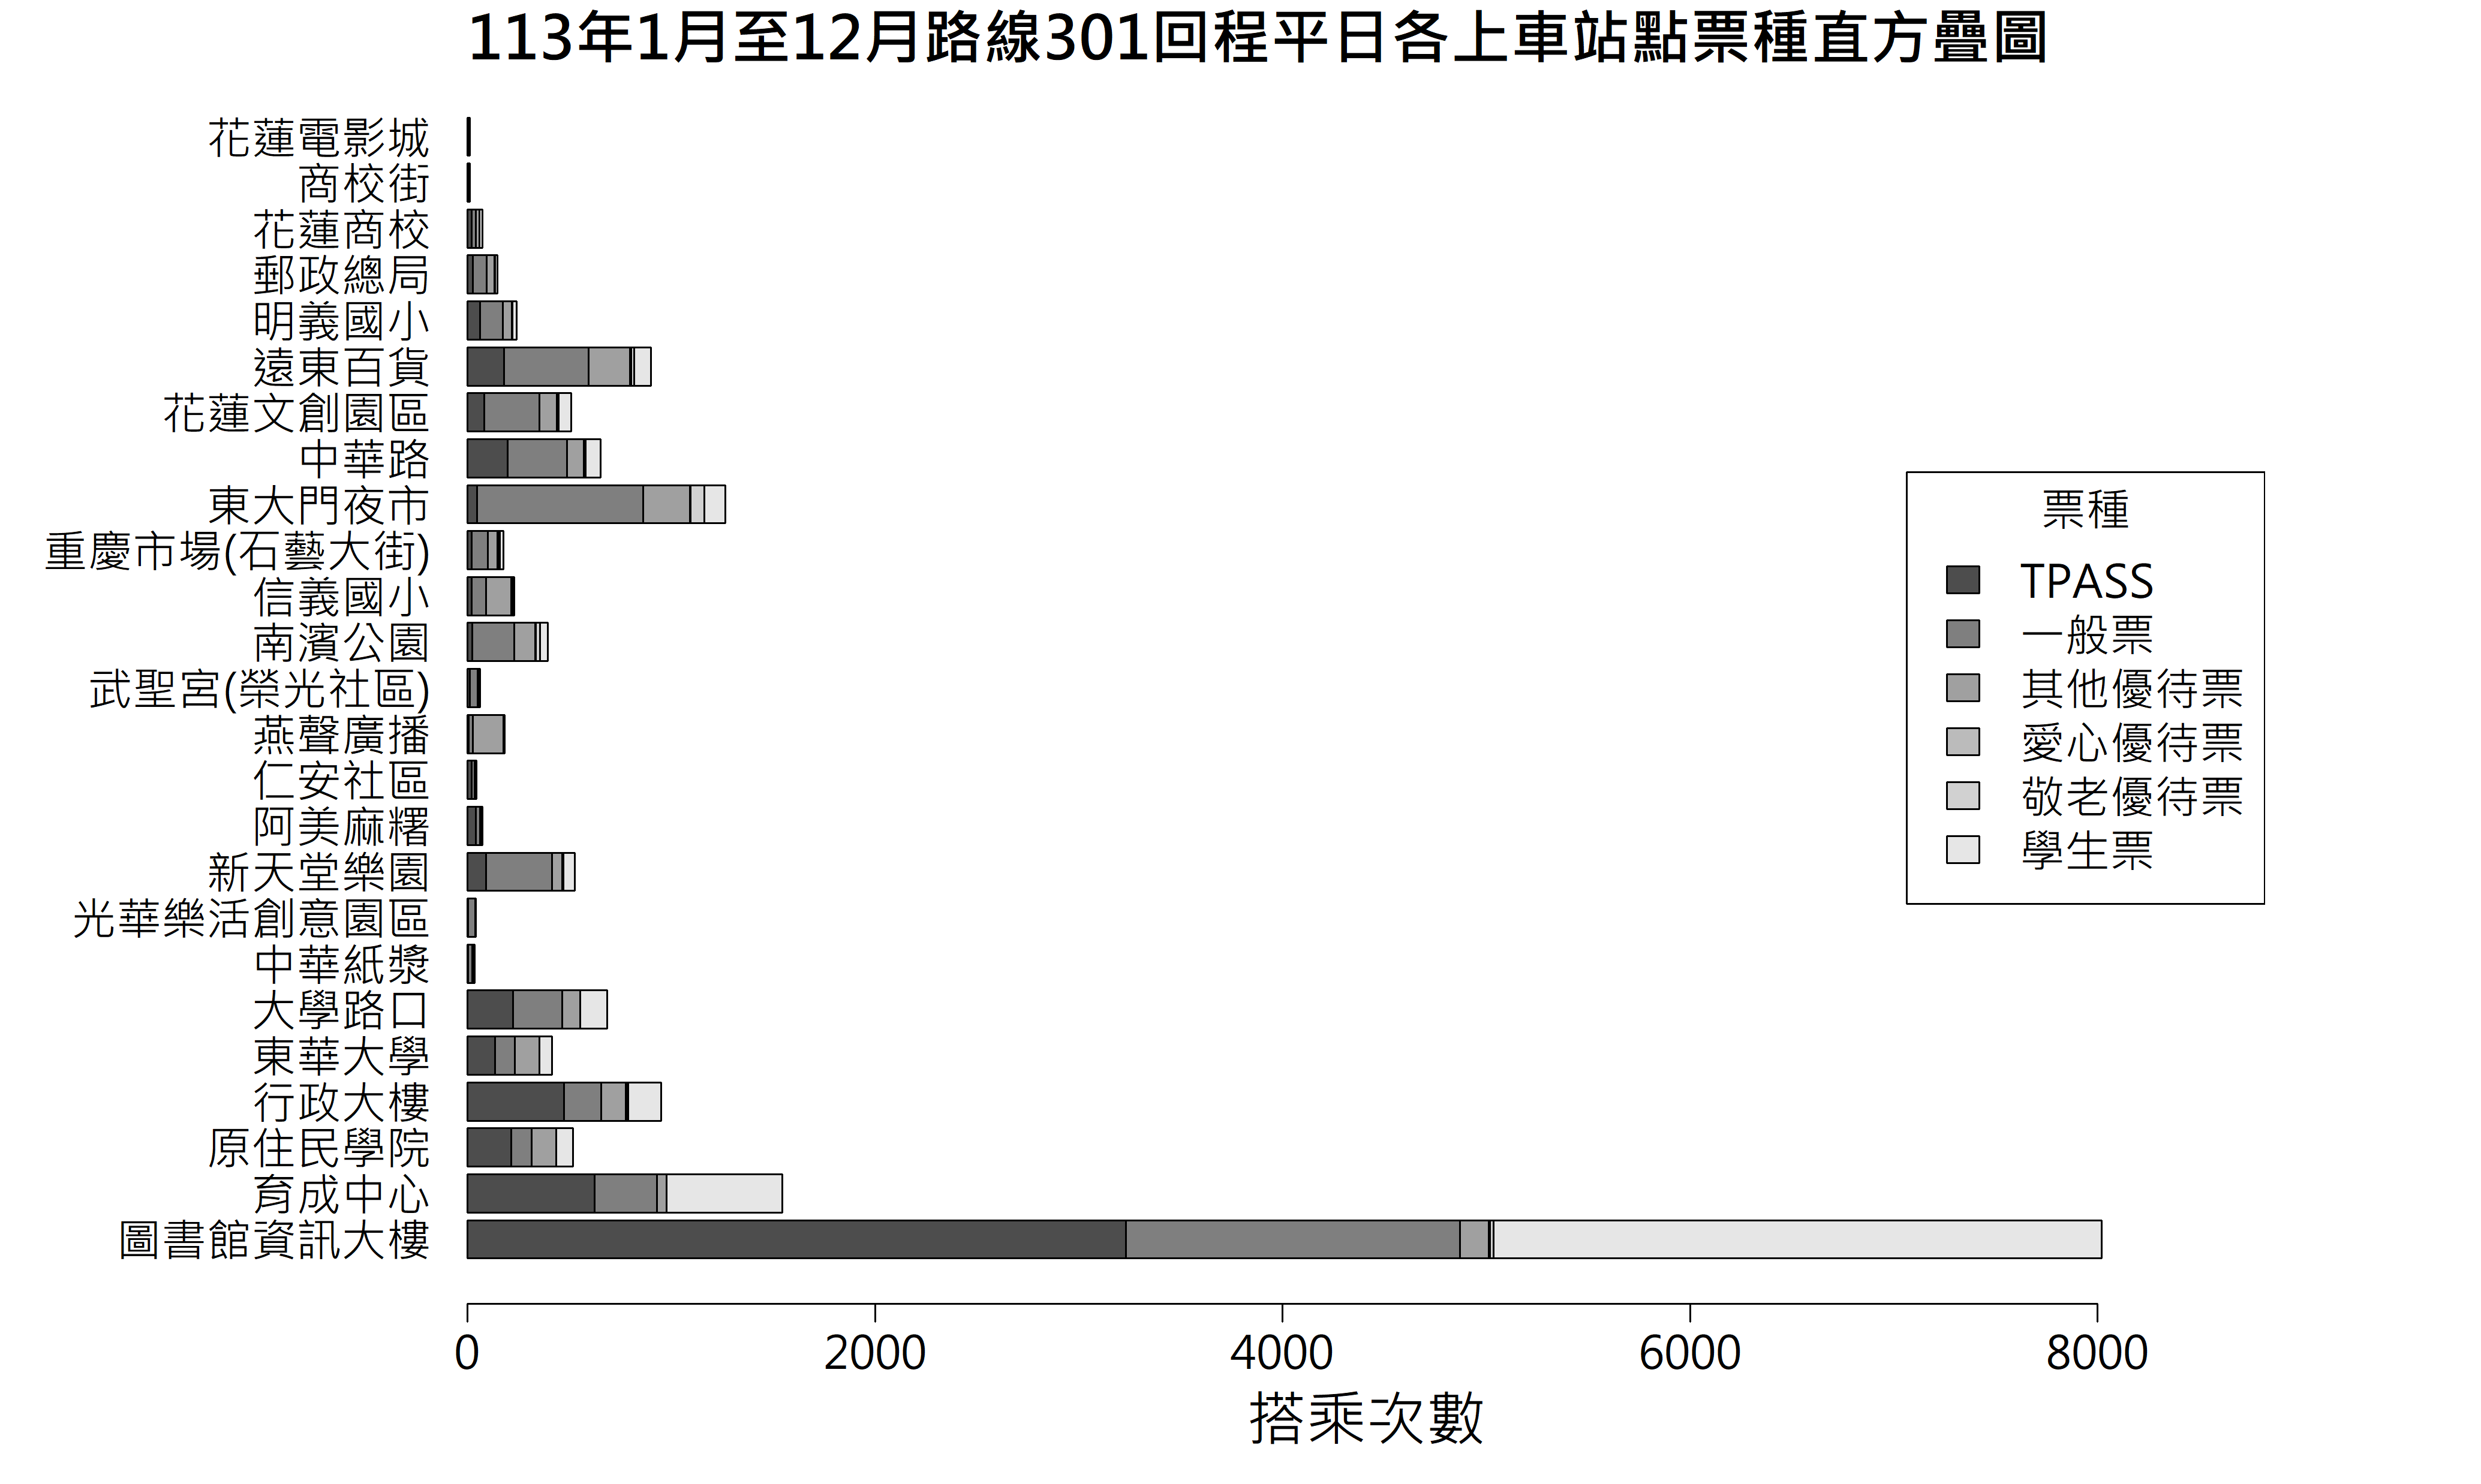 113年1月至12月路線301回程平日各上車站點票種直方疊圖
花蓮電影城
商校街
花蓮商校
郵政總局
明義國小
遠東百貨
花蓮文創園區
中華路
東大門夜市
重慶市場(石藝大街)
信義國小
南濱公園
武聖宮(榮光社區)
燕聲廣播
仁安社區
阿美麻糬
新天堂樂園
光華樂活創意園區
中華紙漿
大學路口
東華大學
行政大樓
原住民學院
育成中心
圖書館資訊大樓
票種
TPASS
一般票
其他優待票
愛心優待票
敬老優待票
學生票
0 2000 4000 6000 8000
搭乘次數